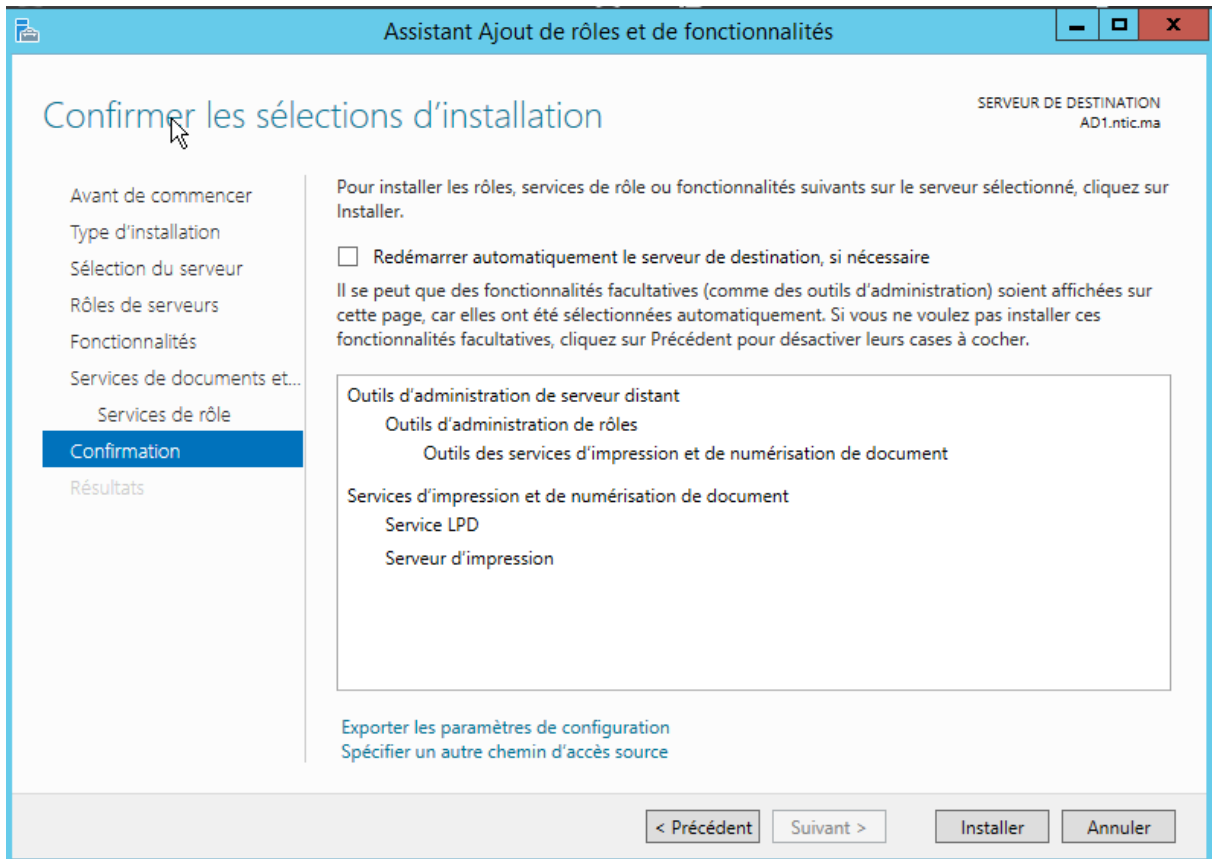 Assistant Ajout de rôles et de fonctionnalités
Confirmer les sélections d'installation
SERVEUR DE DESTINATION
AD1.ntic.ma
Avant de commencer
Type d'installation
Sélection du serveur
Rôles de serveurs
Fonctionnalités
Services de documents et...
Services de rôle
Confirmation
Résultats
Pour installer les rôles, services de rôle ou fonctionnalités suivants sur le serveur sélectionné, cliquez sur
Installer.
Redémarrer automatiquement le serveur de destination, si nécessaire
Il se peut que des fonctionnalités facultatives (comme des outils d'administration) soient affichées sur
cette page, car elles ont été sélectionnées automatiquement. Si vous ne voulez pas installer ces
fonctionnalités facultatives, cliquez sur Précédent pour désactiver leurs cases à cocher.
Outils d'administration de serveur distant
Outils d'administration de rôles
Outils des services d'impression et de numérisation de document
Services d'impression et de numérisation de document
Service LPD
Serveur d'impression
Exporter les paramètres de configuration
Spécifier un autre chemin d'accès source
< Précédent
Suivant >
Installer
Annuler